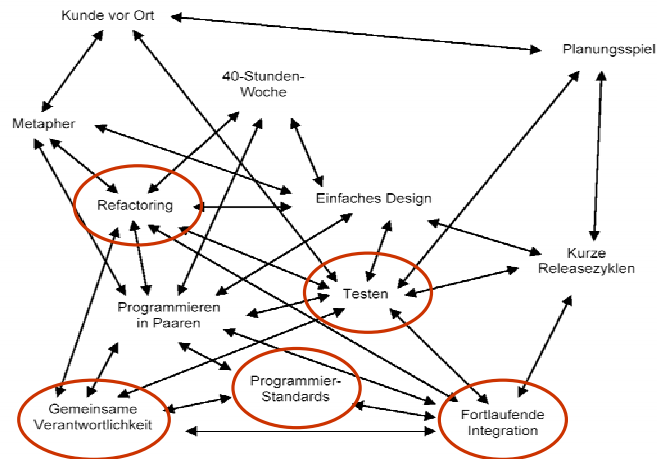 Kunde vor Ort
Planungsspiel
40-Stunden-
Woche
Metapher
Refactoring
Einfaches Design
Kurze
Releasezyklen
Testen
Programmieren
in Paaren
Programmier-
Standards
Gemeinsame
Verantwortlichkeit
Fortlaufende
Integration